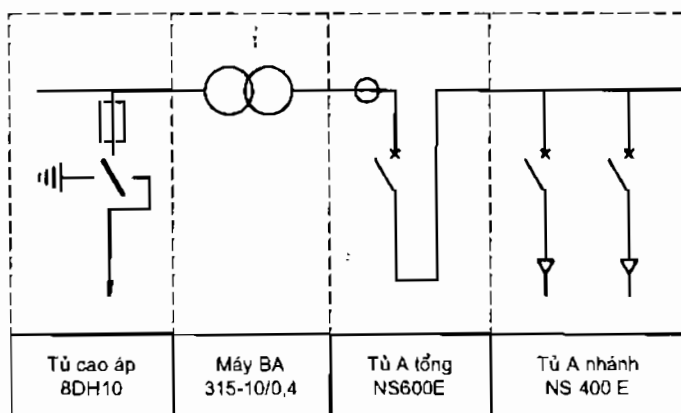 Tủ cao áp
8DH10
Máy BA
315-10/0,4
Tủ A tổng
NS600E
Tủ A nhánh
NS 400 E